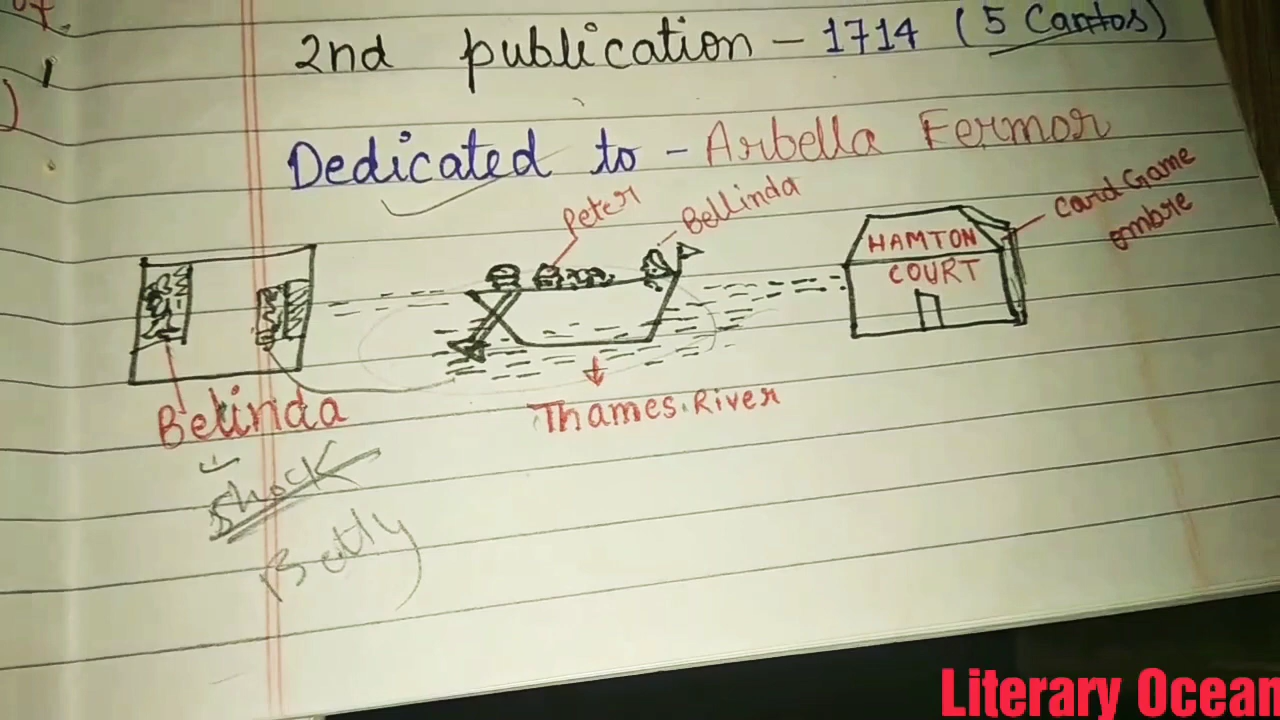 2nd publication - 1714 (5 Cantos)
Dedicated to - Arbella Fermor
Peter
Bellinda
Card Game
ombre
HAMTON
COURT
Belinda
Thames River
Shock
Betty
Literary Ocean